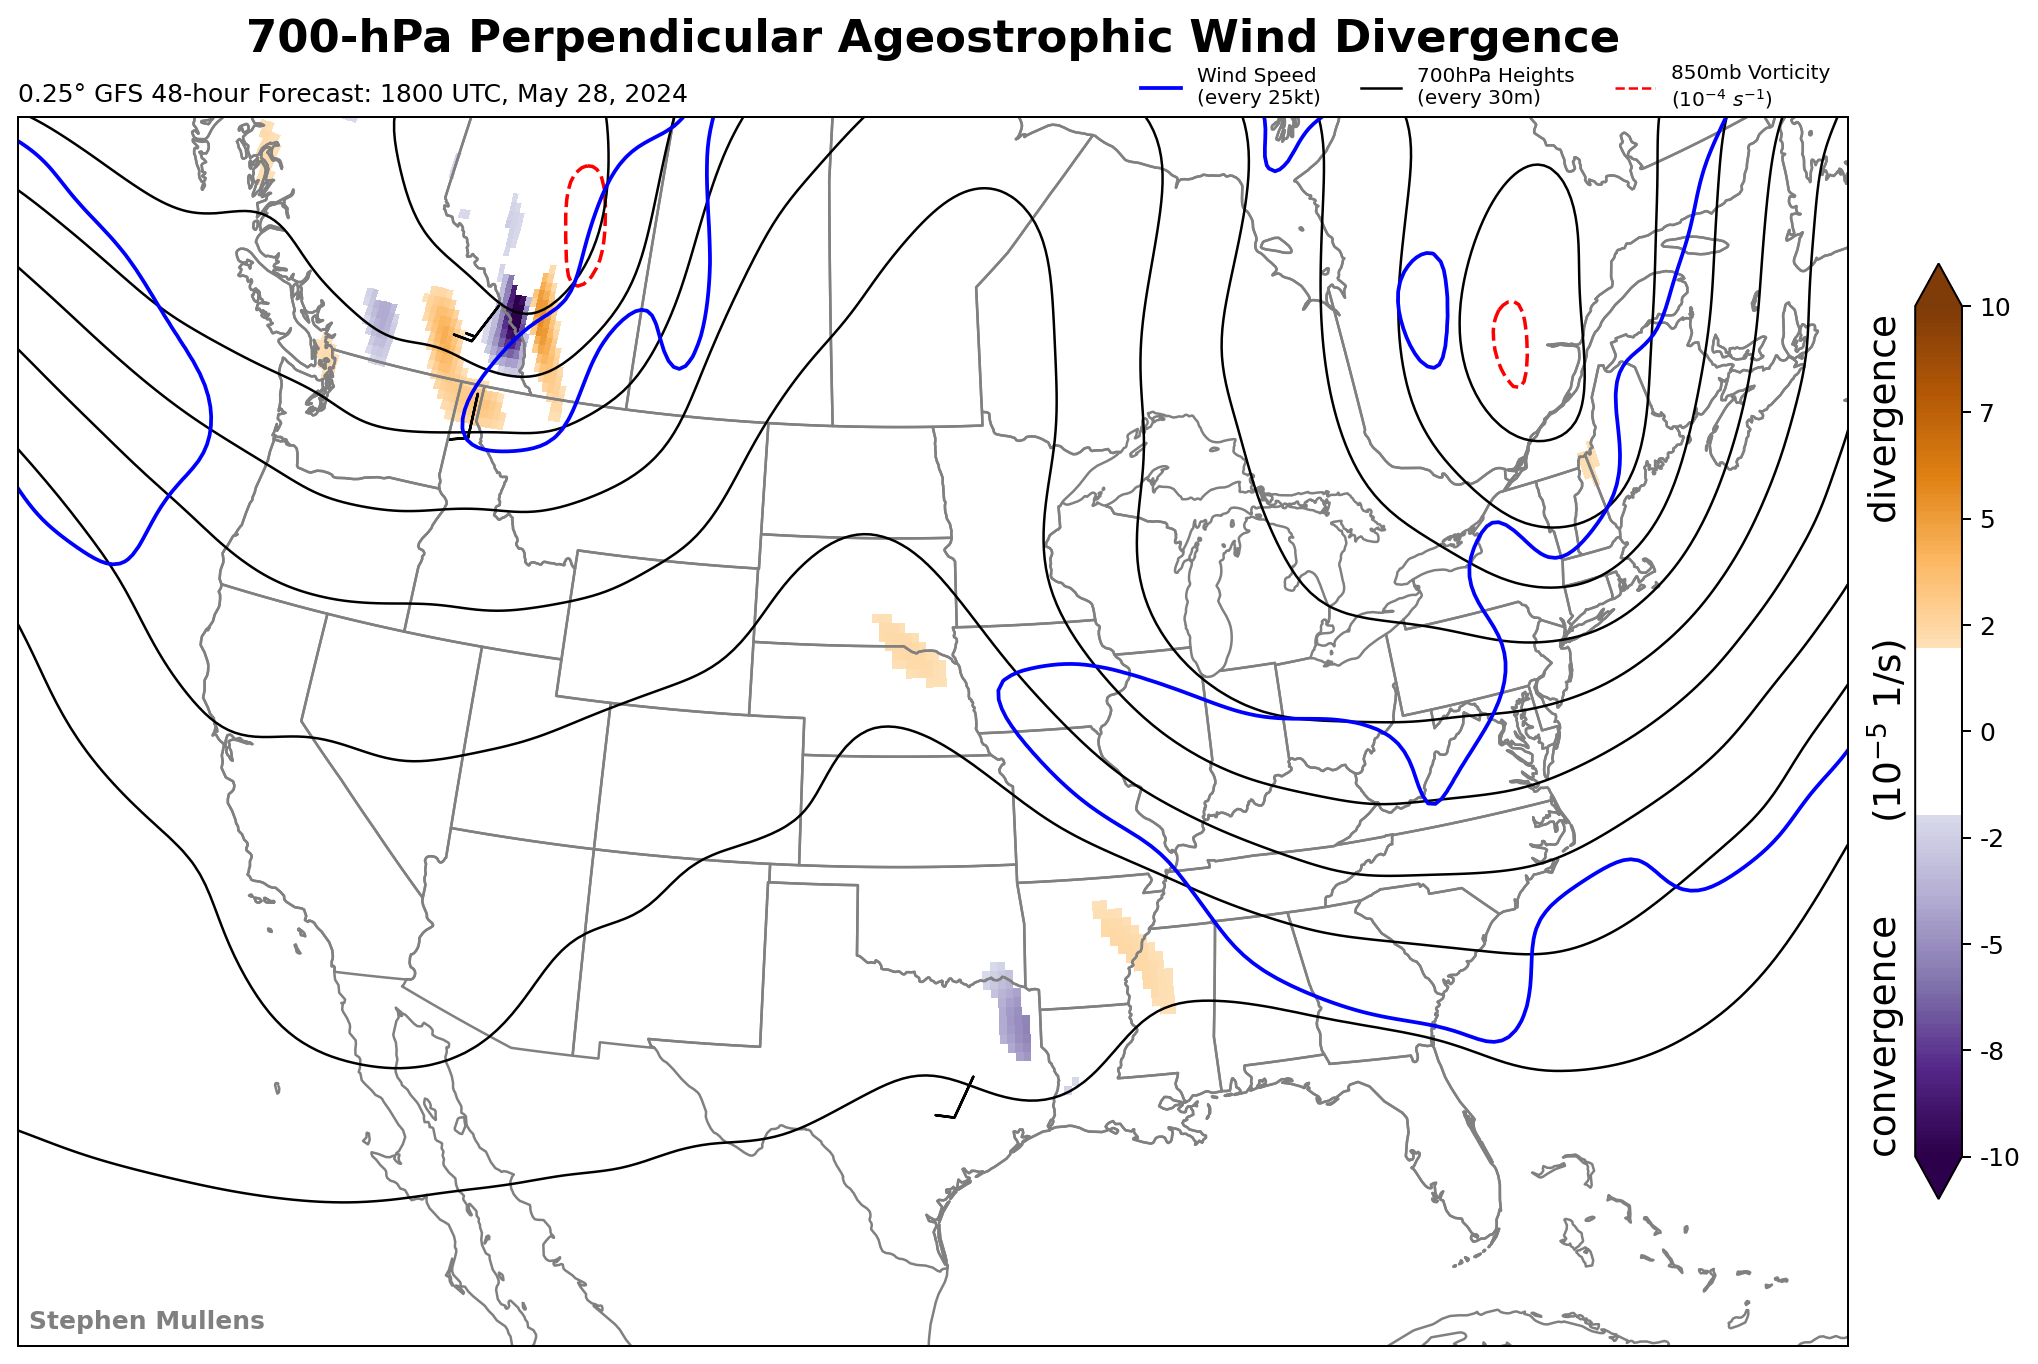 700-hPa Perpendicular Ageostrophic Wind Divergence
0.25° GFS 48-hour Forecast: 1800 UTC, May 28, 2024
Wind Speed
(every 25kt)
700hPa Heights
(every 30m)
850mb Vorticity
(10⁻⁴ s⁻¹)
10
7
5
2
0
-2
-5
-8
-10
convergence (10⁻⁵ 1/s) divergence
Stephen Mullens